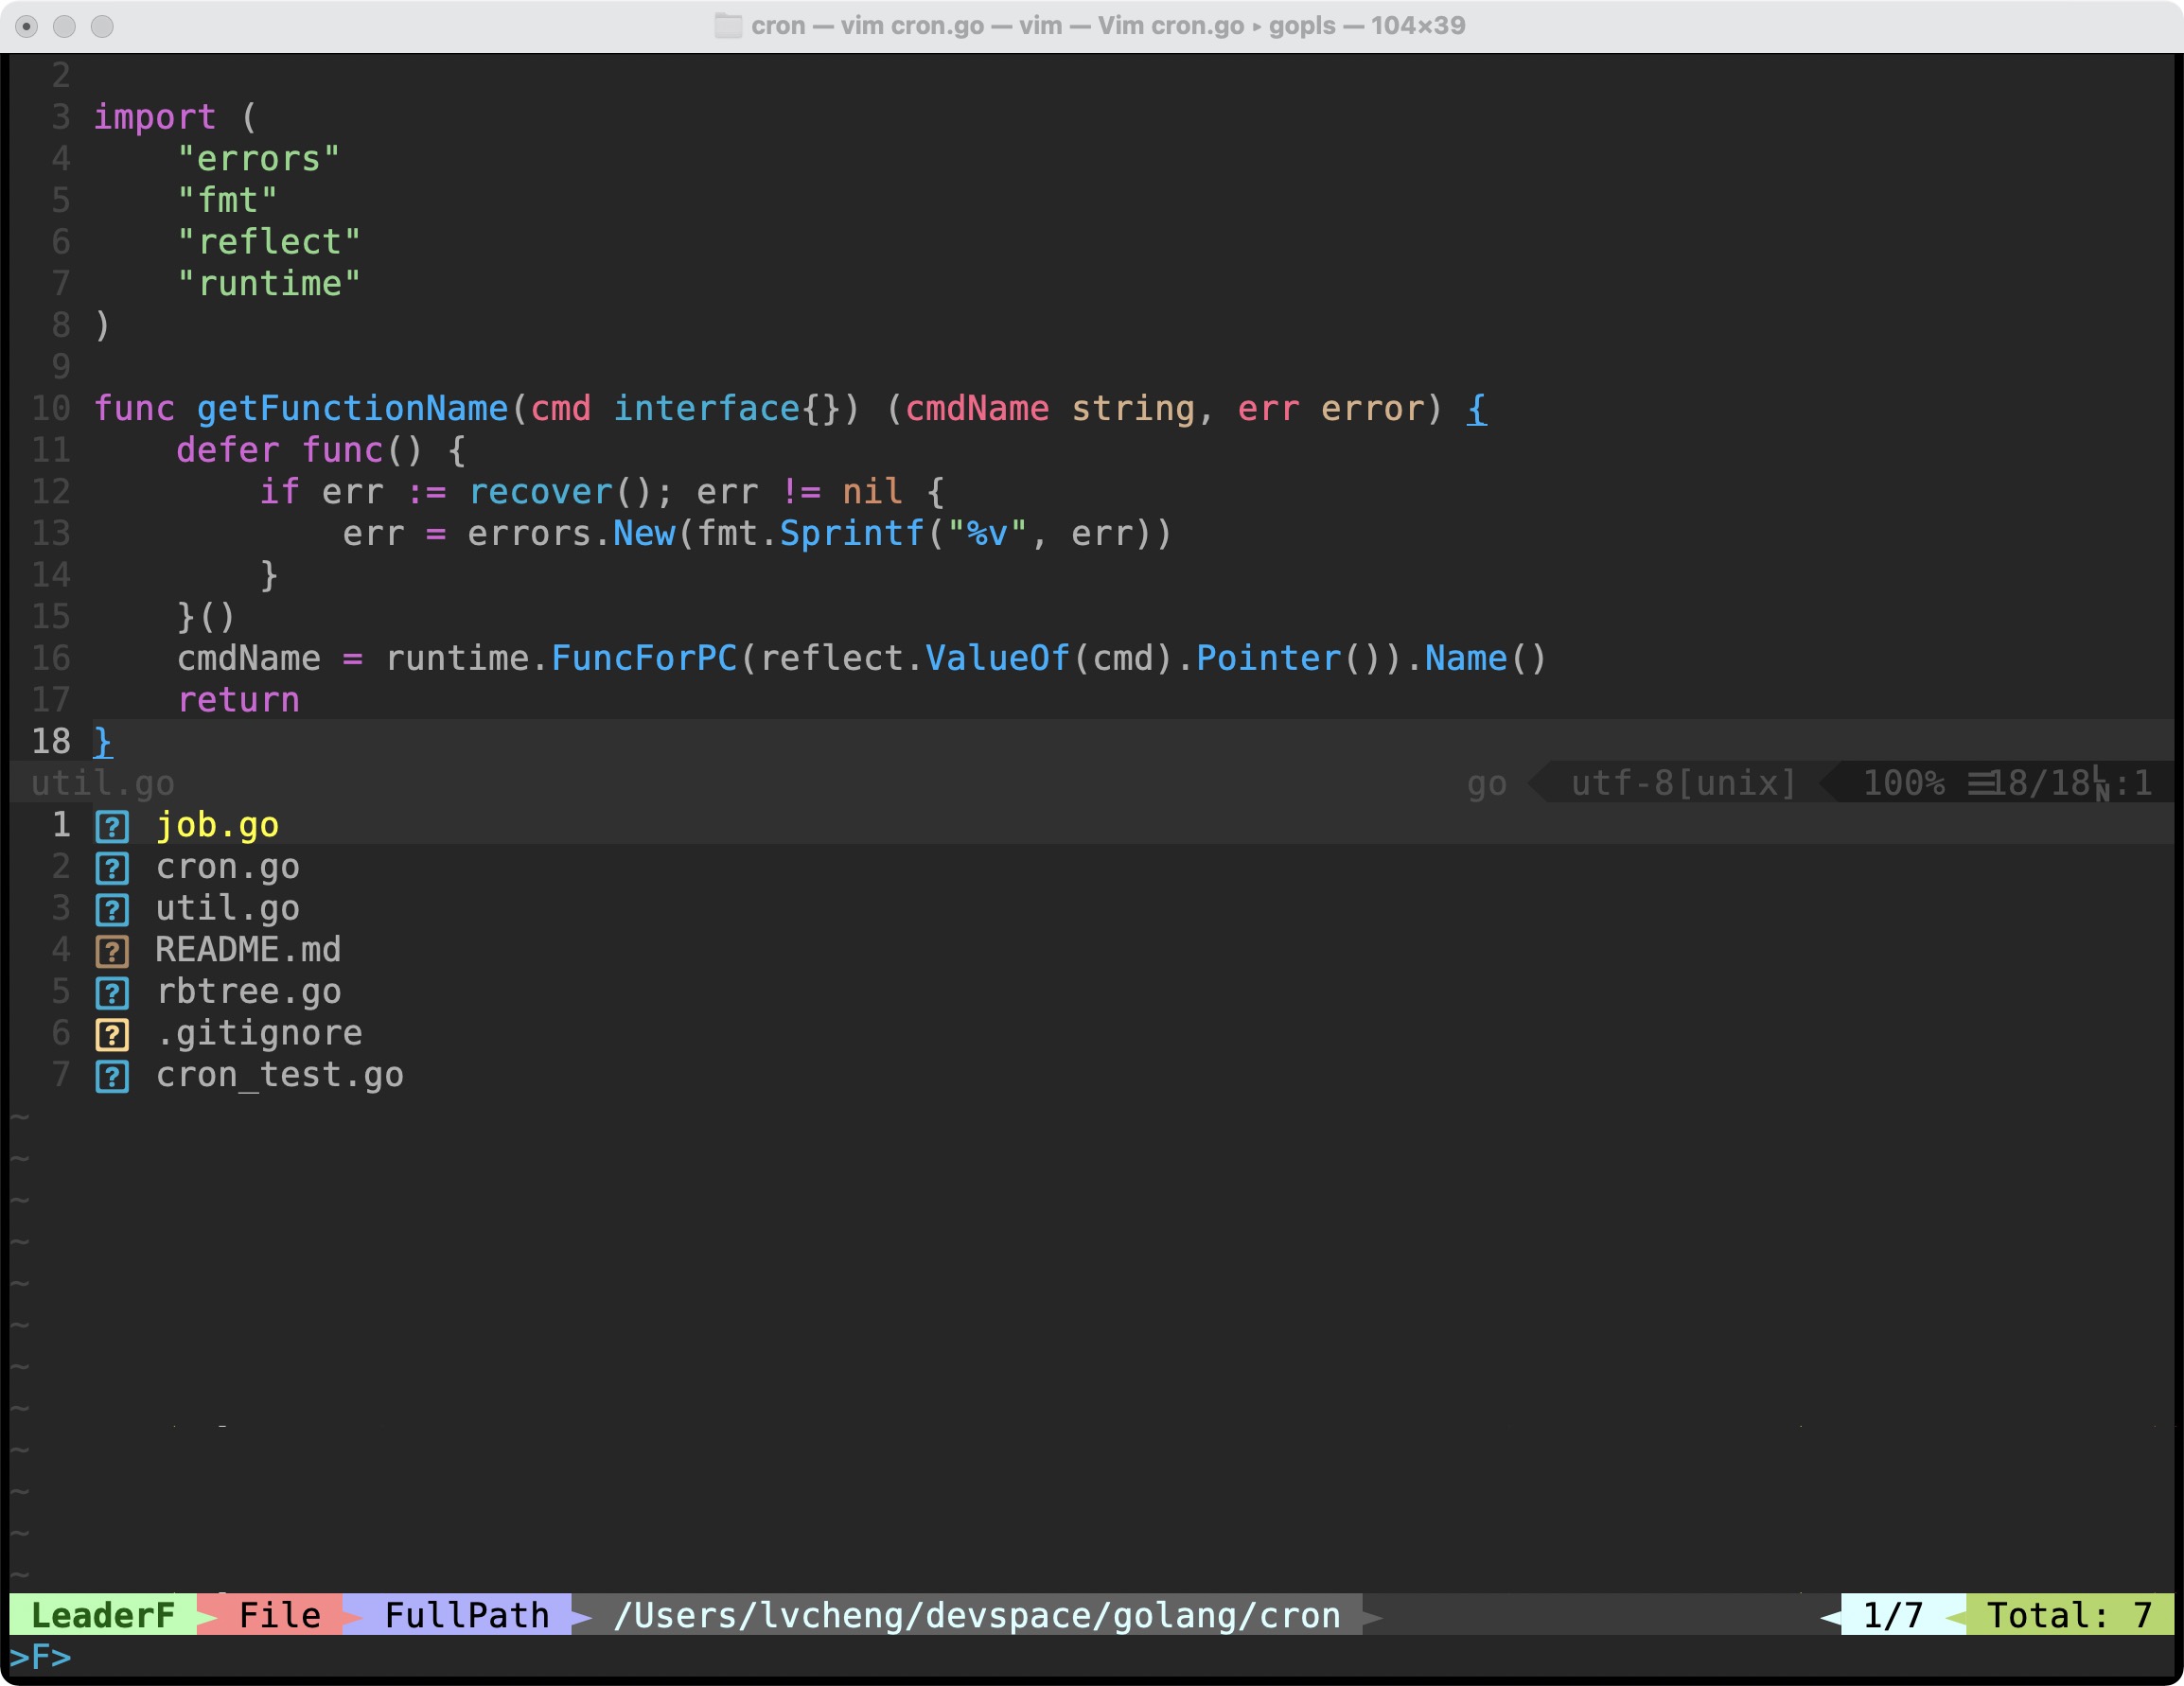 cron — vim cron.go — vim — Vim cron.go ▸ gopls — 104×39
2
3 import (
4     "errors"
5     "fmt"
6     "reflect"
7     "runtime"
8 )
9
10 func getFunctionName(cmd interface{}) (cmdName string, err error) {
11     defer func() {
12         if err := recover(); err != nil {
13             err = errors.New(fmt.Sprintf("%v", err))
14         }
15     }()
16     cmdName = runtime.FuncForPC(reflect.ValueOf(cmd).Pointer()).Name()
17     return
18 }
util.go go utf-8[unix] 100% ☰18/18␤:1
1 ? job.go
2 ? cron.go
3 ? util.go
4 ? README.md
5 ? rbtree.go
6 ? .gitignore
7 ? cron_test.go
~
~
~
~
~
~
~
~
~
~
~
~
LeaderF File FullPath /Users/lvcheng/devspace/golang/cron 1/7 Total: 7
>F>